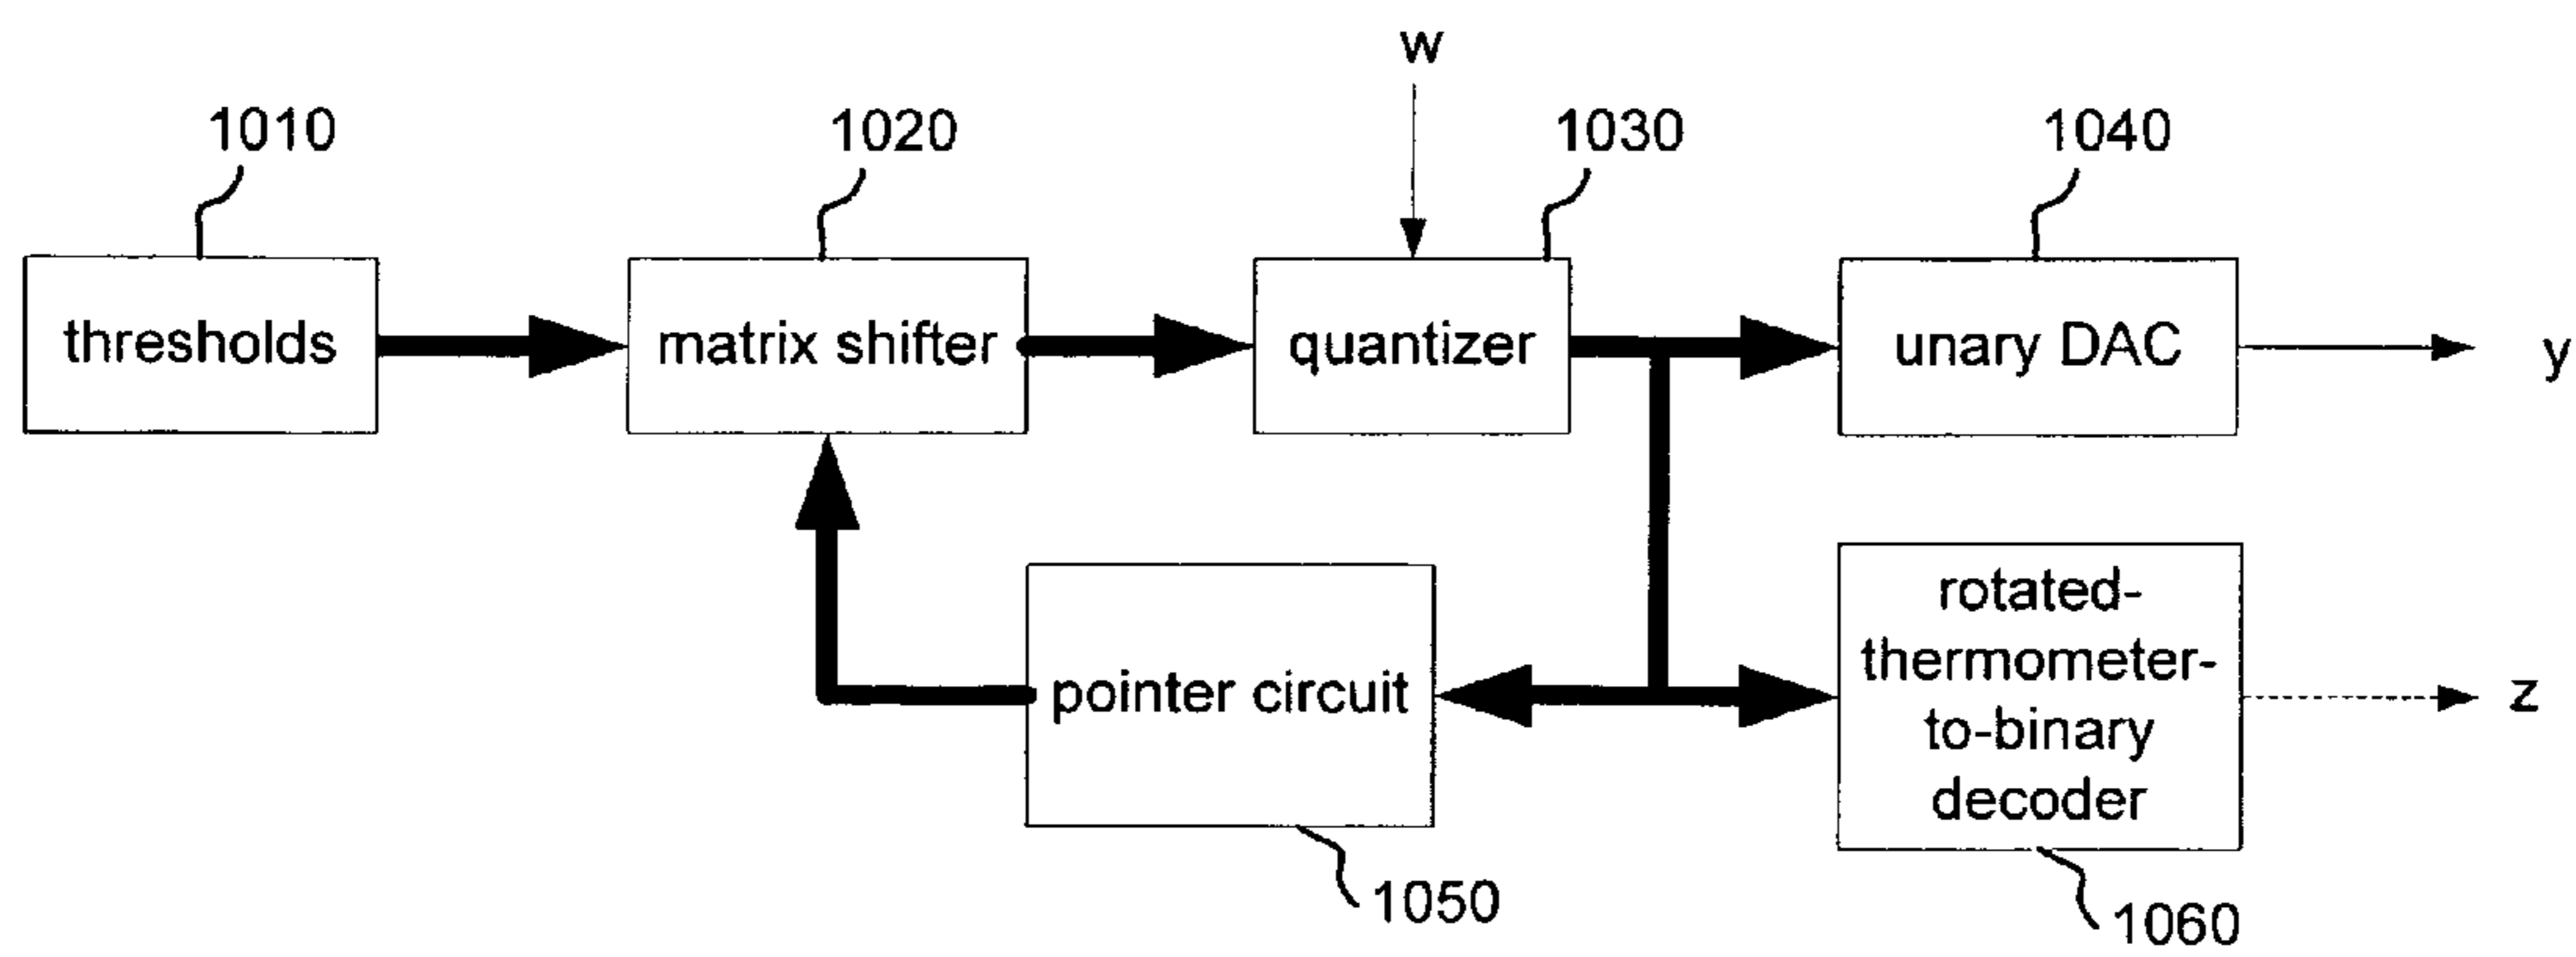 w
1010
1020
1030
1040
thresholds
matrix shifter
quantizer
unary DAC
y
pointer circuit
rotated-
thermometer-
to-binary
decoder
z
1050
1060